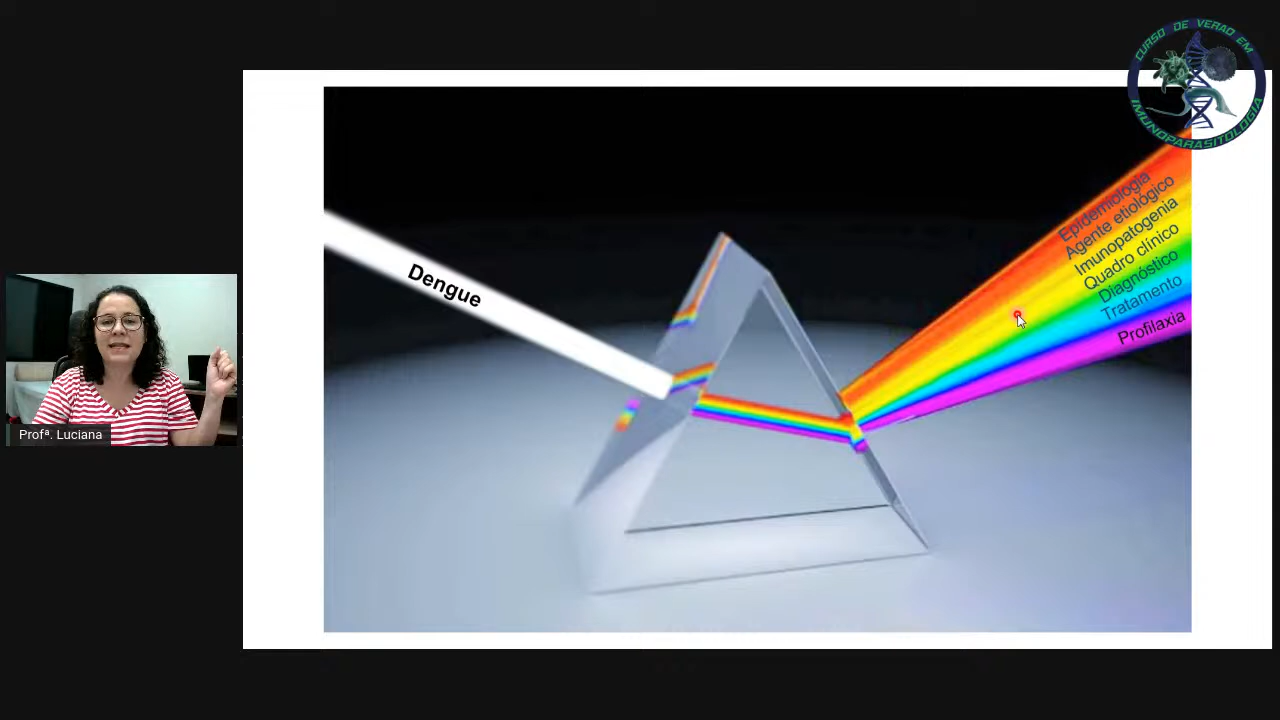 CURSO DE VERÃO EM
IMUNOPARASITOLOGIA
Dengue
Epidemiologia
Agente etiológico
Imunopatogenia
Quadro clínico
Diagnóstico
Tratamento
Profilaxia
Profª. Luciana